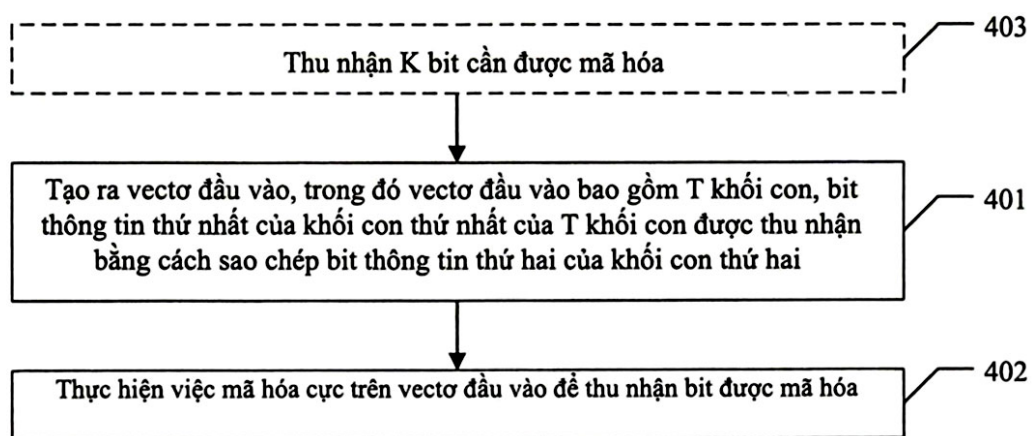 403
Thu nhận K bit cần được mã hóa
Tạo ra vectơ đầu vào, trong đó vectơ đầu vào bao gồm T khối con, bit
thông tin thứ nhất của khối con thứ nhất của T khối con được thu nhận
bằng cách sao chép bit thông tin thứ hai của khối con thứ hai
401
Thực hiện việc mã hóa cực trên vectơ đầu vào để thu nhận bit được mã hóa
402